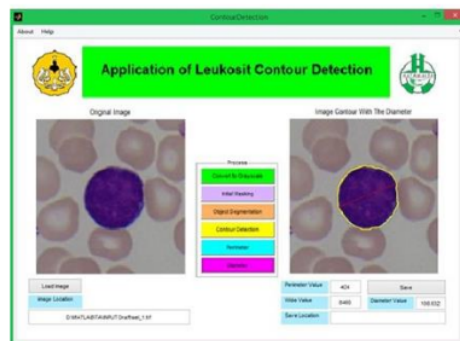 ContourDetection
About Help
Application of Leukosit Contour Detection
Original Image
Image Contour With The Diameter
Process
Convert to Grayscale
Initial Masking
Object Segmentation
Contour Detection
Perimeter
Diameter
Load Image
Image Location
Perimeter Value
Save
Wide Value
Diameter Value
Save Location